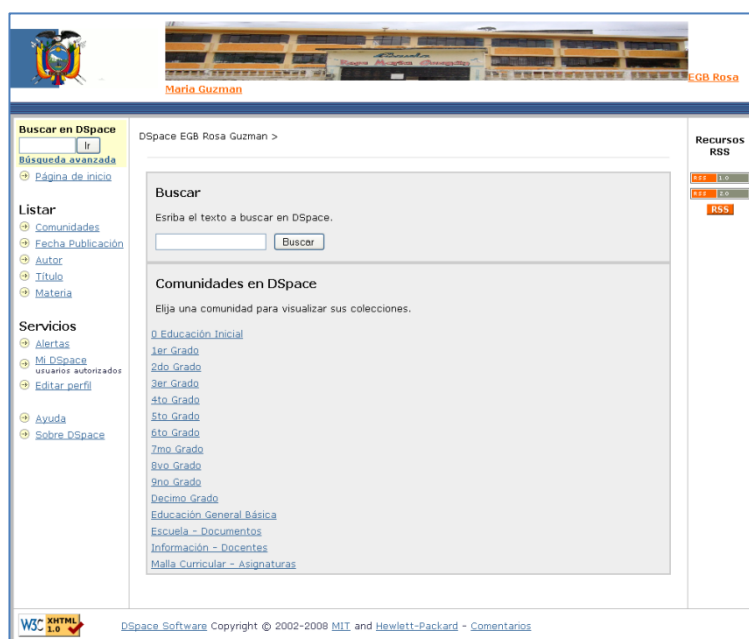 Escuela
Rosa María Guzmán
EGB Rosa
Maria Guzman
Buscar en DSpace
Ir
Búsqueda avanzada
Página de inicio
Listar
Comunidades
Fecha Publicación
Autor
Título
Materia
Servicios
Alertas
Mi DSpace
usuarios autorizados
Editar perfil
Ayuda
Sobre DSpace
DSpace EGB Rosa Guzman >
Buscar
Esriba el texto a buscar en DSpace.
Buscar
Comunidades en DSpace
Elija una comunidad para visualizar sus colecciones.
0 Educación Inicial
1er Grado
2do Grado
3er Grado
4to Grado
5to Grado
6to Grado
7mo Grado
8vo Grado
9no Grado
Decimo Grado
Educación General Básica
Escuela - Documentos
Información - Docentes
Malla Curricular - Asignaturas
Recursos
RSS
RSS 1.0
RSS 2.0
RSS
W3C XHTML
1.0
DSpace Software Copyright © 2002-2008 MIT and Hewlett-Packard - Comentarios